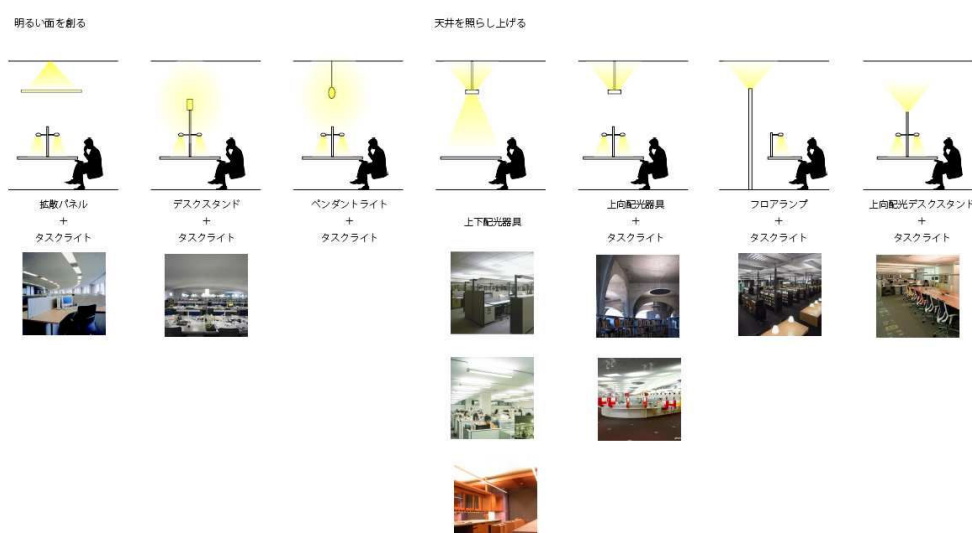 明るい面を創る
天井を照らし上げる
拡散パネル
+
タスクライト
デスクスタンド
+
タスクライト
ペンダントライト
+
タスクライト
上下配光器具
上向配光器具
+
タスクライト
フロアランプ
+
タスクライト
上向配光デスクスタンド
+
タスクライト